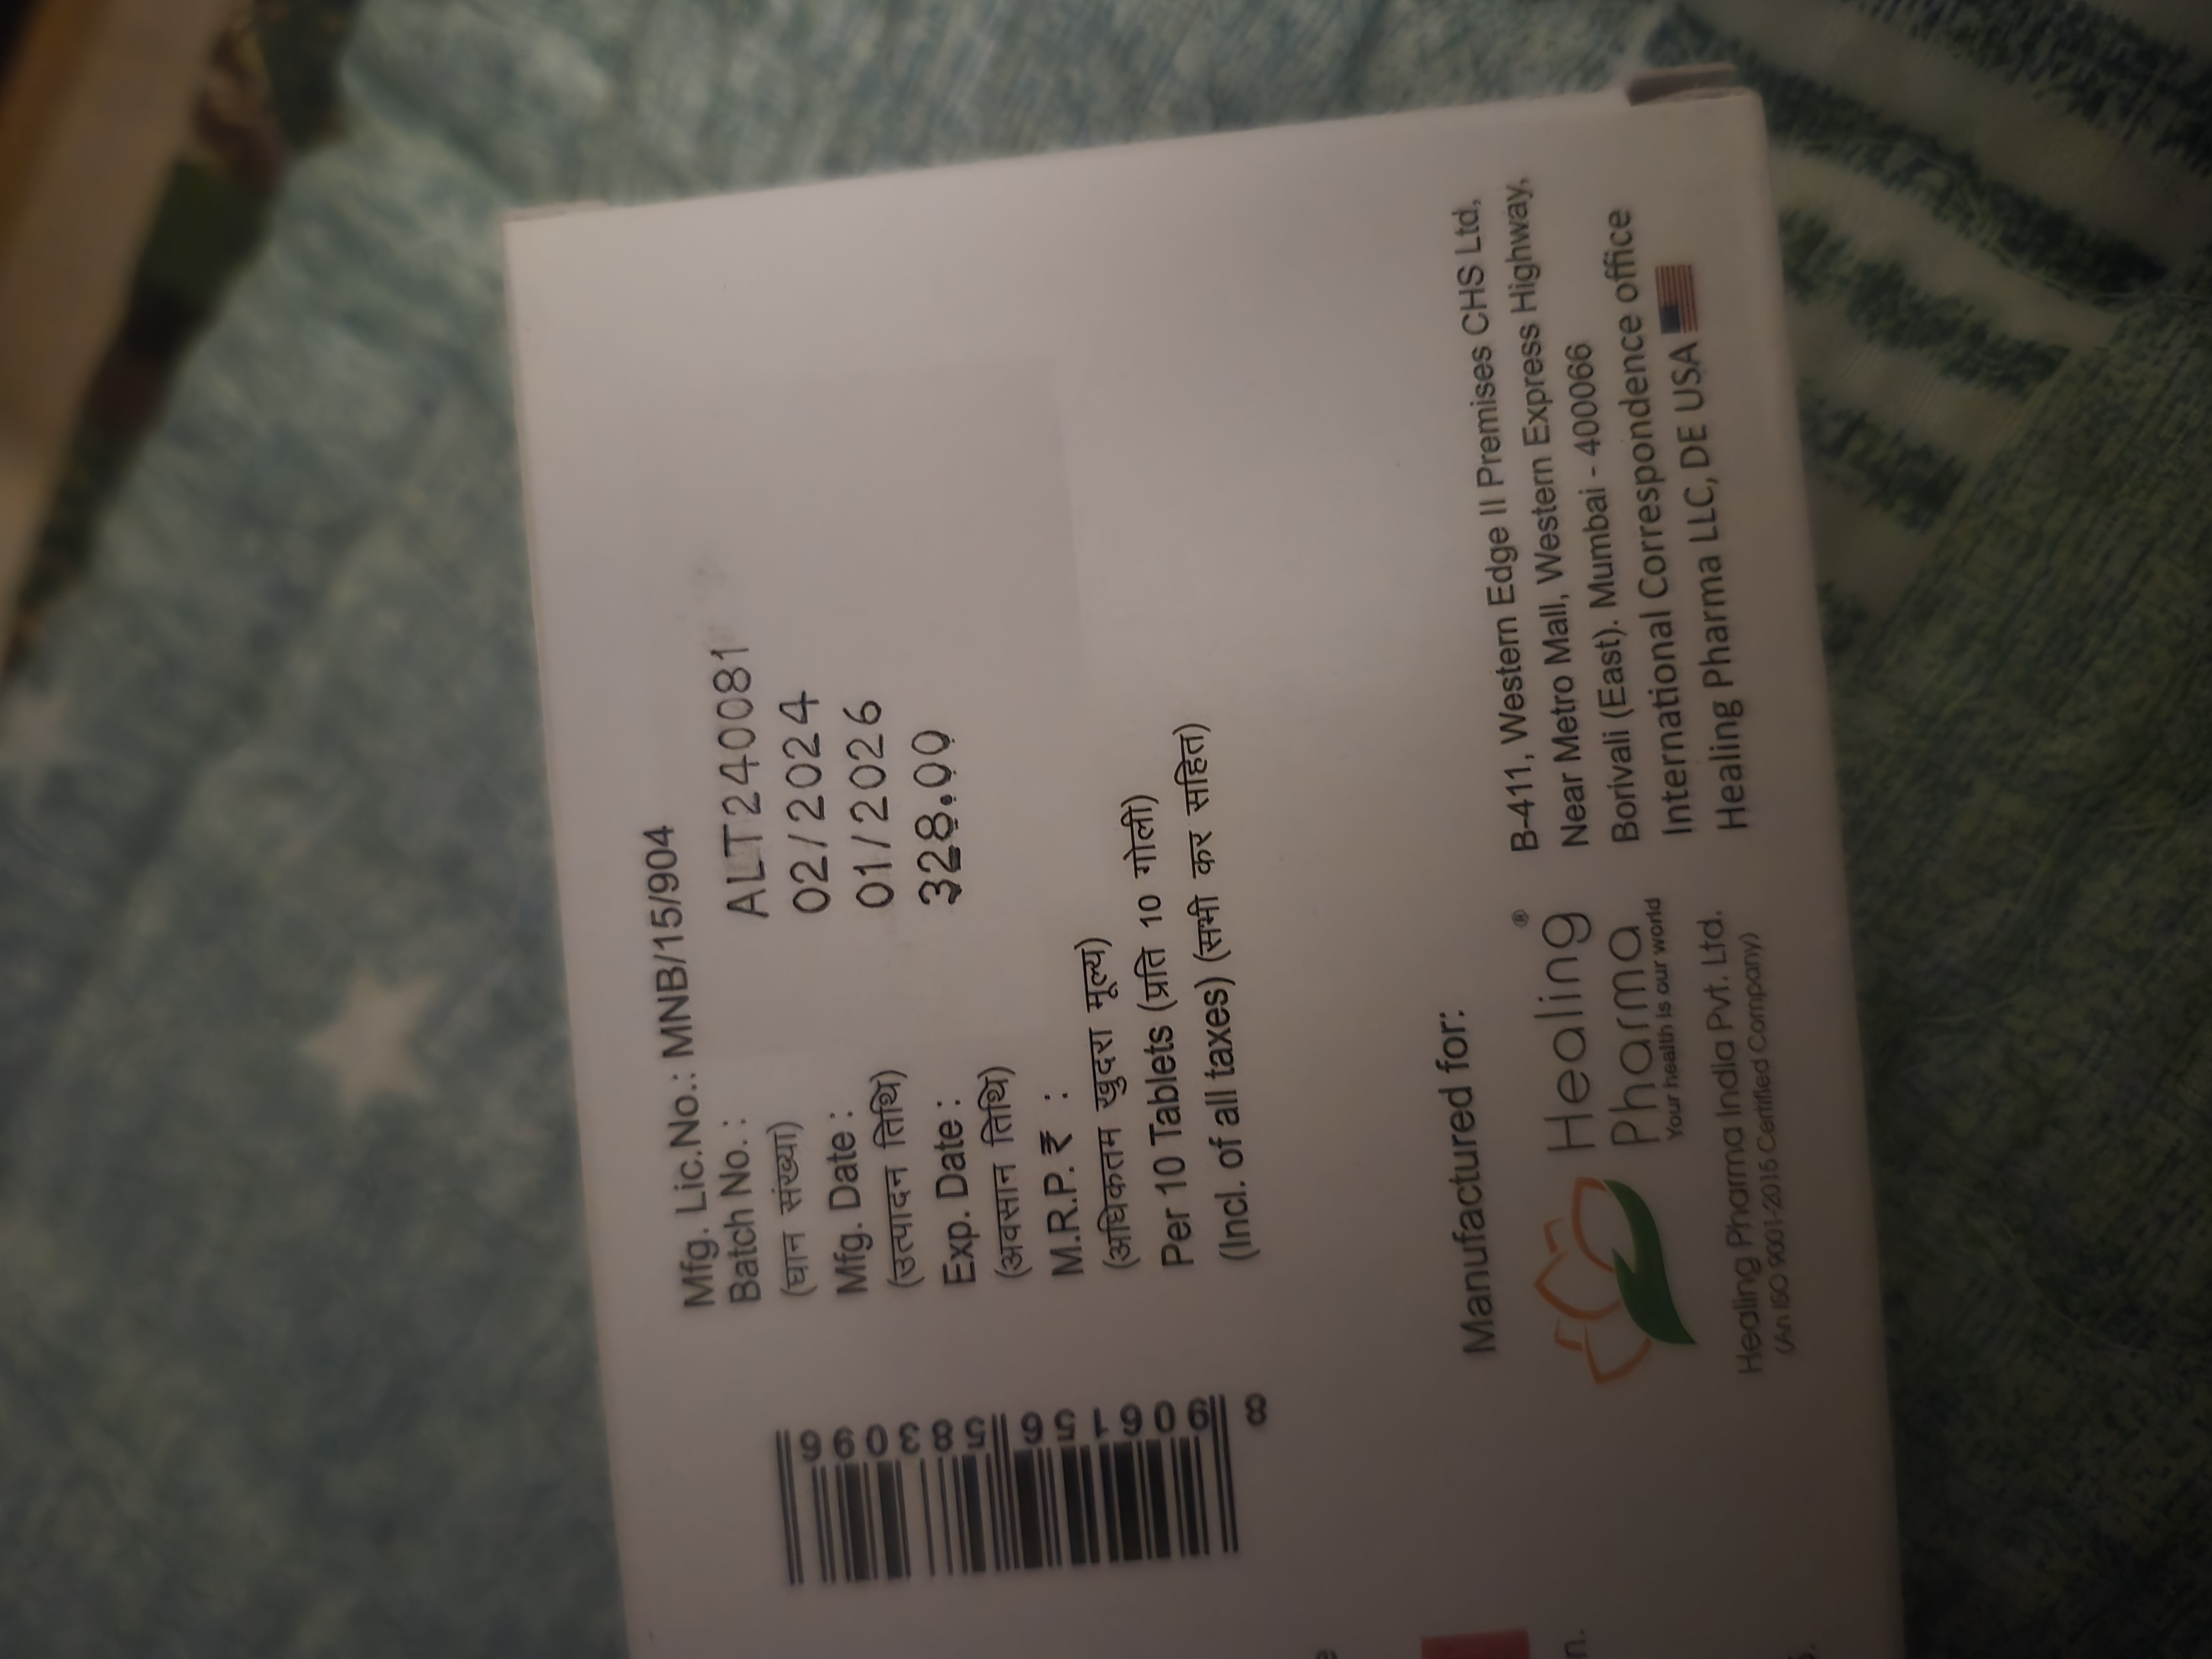 Mfg. Lic.No.: MNB/15/904
Batch No. : ALT240081
(घान संख्या)
Mfg. Date : 02/2024
(उत्पादन तिथि)
Exp. Date : 01/2026
(अवसान तिथि)
M.R.P. ₹ : 328.00
(अधिकतम खुदरा मूल्य)
Per 10 Tablets (प्रति 10 गोली)
(Incl. of all taxes) (सभी कर सहित)
Manufactured for:
Healing®
Pharma
Your health is our world
Healing Pharma India Pvt. Ltd.
(An ISO 9001-2015 Certified Company)
B-411, Western Edge II Premises CHS Ltd,
Near Metro Mall, Western Express Highway,
Borivali (East). Mumbai - 400066
International Correspondence office
Healing Pharma LLC, DE USA